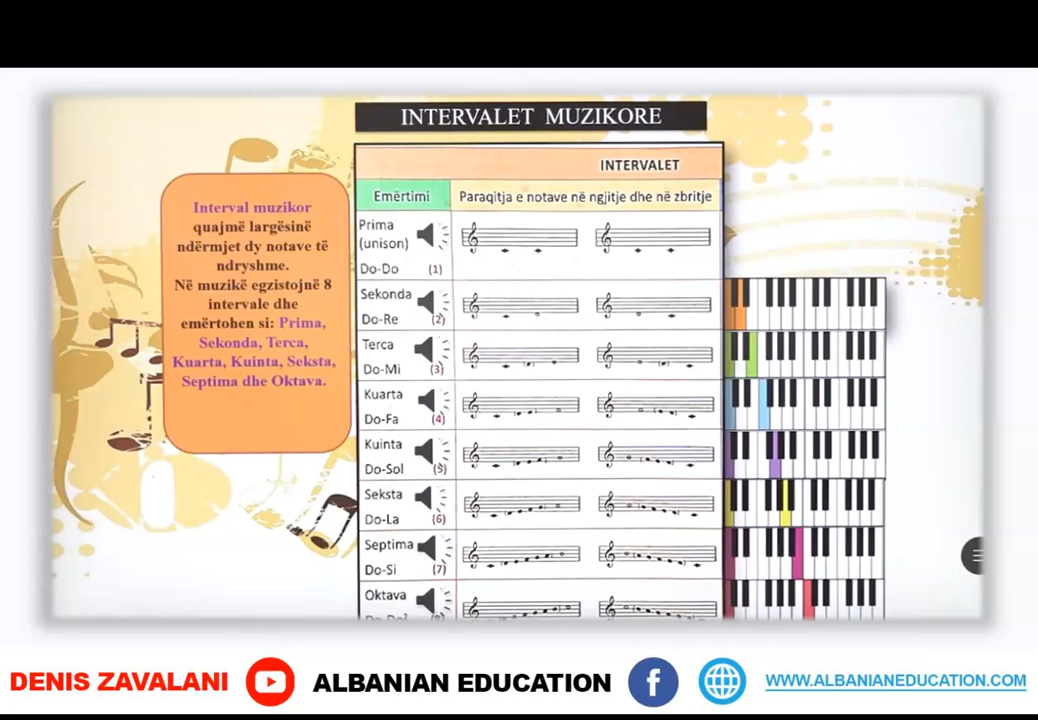 INTERVALET MUZIKORE
Interval muzikor
quajmë largësinë
ndërmjet dy notave të
ndryshme.
Në muzikë egzistojnë 8
intervale dhe
emërtohen si: Prima,
Sekonda, Terca,
Kuarta, Kuinta, Seksta,
Septima dhe Oktava.
INTERVALET
Emërtimi
Paraqitja e notave në ngjitje dhe në zbritje
Prima
(unison)
Do-Do (1)
Sekonda
Do-Re (2)
Terca
Do-Mi (3)
Kuarta
Do-Fa (4)
Kuinta
Do-Sol (5)
Seksta
Do-La (6)
Septima
Do-Si (7)
Oktava
DENIS ZAVALANI
ALBANIAN EDUCATION
WWW.ALBANIANEDUCATION.COM